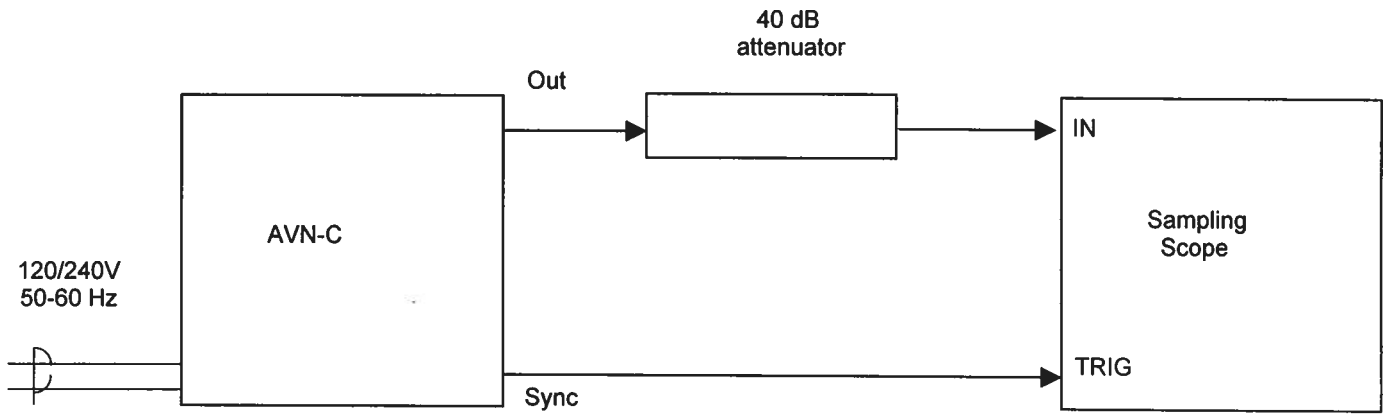 40 dB
attenuator
Out
IN
AVN-C
Sampling
Scope
120/240V
50-60 Hz
TRIG
Sync